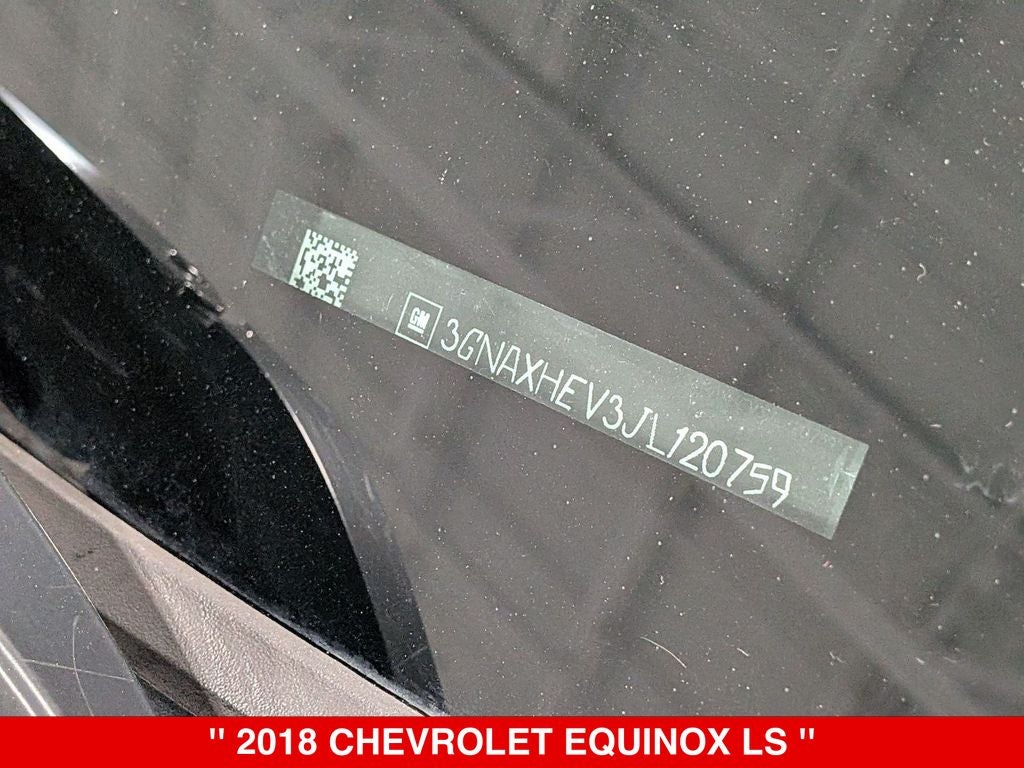 GM
3GNAXHEV3JL120759
" 2018 CHEVROLET EQUINOX LS "